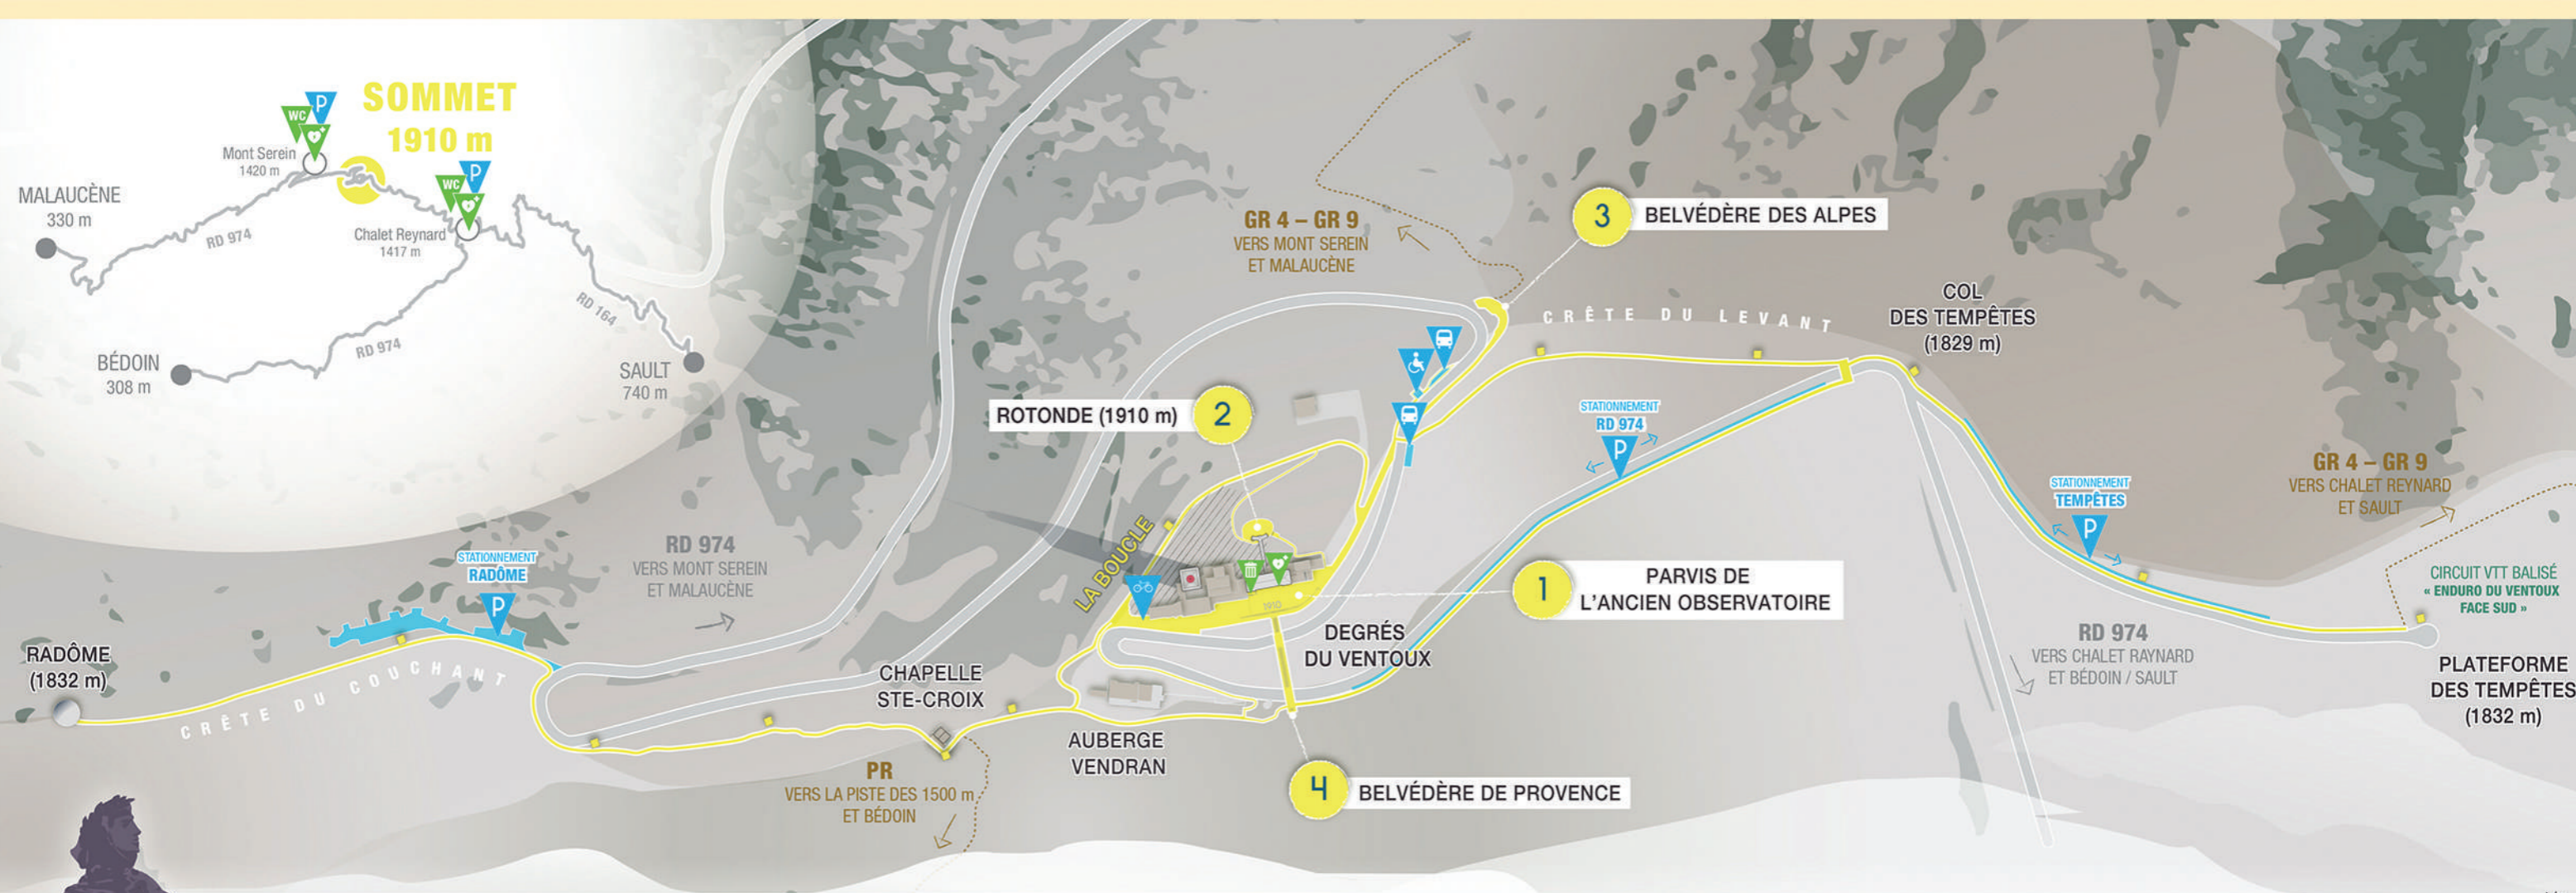 SOMMET
1910 m
WC
P
Mont Serein
1420 m
WC
P
MALAUCÈNE
330 m
RD 974
Chalet Reynard
1417 m
RD 164
BÉDOIN
308 m
RD 974
SAULT
740 m
GR 4 – GR 9
VERS MONT SEREIN
ET MALAUCÈNE
3
BELVÉDÈRE DES ALPES
CRÊTE DU LEVANT
COL
DES TEMPÊTES
(1829 m)
ROTONDE (1910 m)
2
STATIONNEMENT
RD 974
P
STATIONNEMENT
TEMPÊTES
P
GR 4 – GR 9
VERS CHALET REYNARD
ET SAULT
LA BOUCLE
RD 974
VERS MONT SEREIN
ET MALAUCÈNE
STATIONNEMENT
RADÔME
P
1910
1
PARVIS DE
L'ANCIEN OBSERVATOIRE
CIRCUIT VTT BALISÉ
« ENDURO DU VENTOUX
FACE SUD »
RADÔME
(1832 m)
CRÊTE DU COUCHANT
DEGRÉS
DU VENTOUX
RD 974
VERS CHALET RAYNARD
ET BÉDOIN / SAULT
PLATEFORME
DES TEMPÊTES
(1832 m)
CHAPELLE
STE-CROIX
AUBERGE
VENDRAN
PR
VERS LA PISTE DES 1500 m
ET BÉDOIN
4
BELVÉDÈRE DE PROVENCE